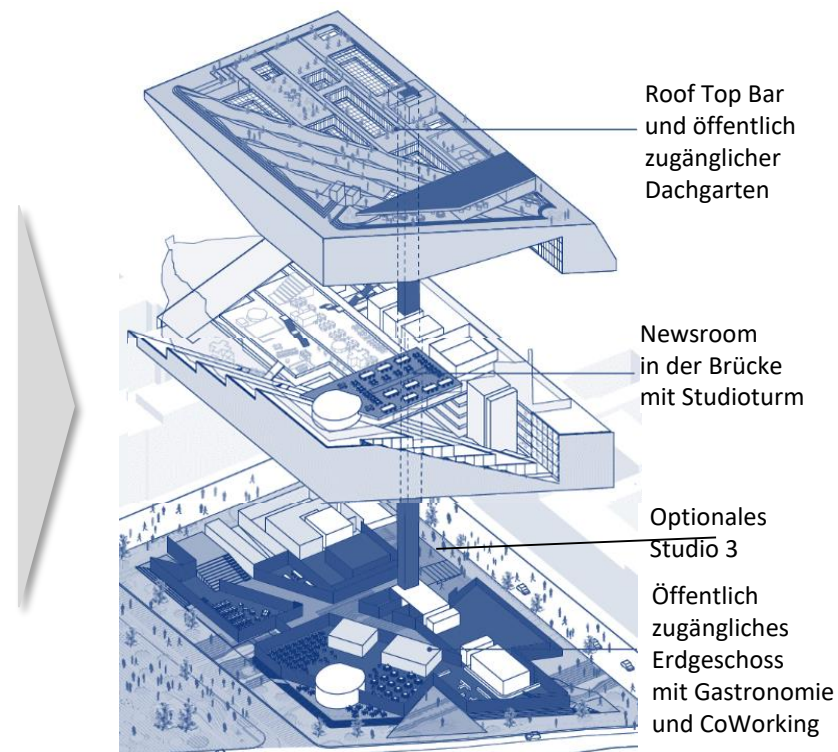 Roof Top Bar
und öffentlich
zugänglicher
Dachgarten
Newsroom
in der Brücke
mit Studioturm
Optionales
Studio 3
Öffentlich
zugängliches
Erdgeschoss
mit Gastronomie
und CoWorking